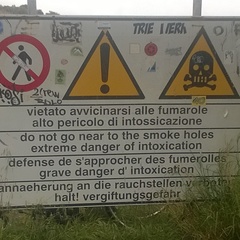 TRIE
vietato avvicinarsi alle fumarole
alto pericolo di intossicazione
do not go near to the smoke holes
extreme danger of intoxication
defense de s'approcher des fumerolles
grave danger d' intoxication
annaeherung an die rauchstellen verboten
halt! vergiftungsgefahr